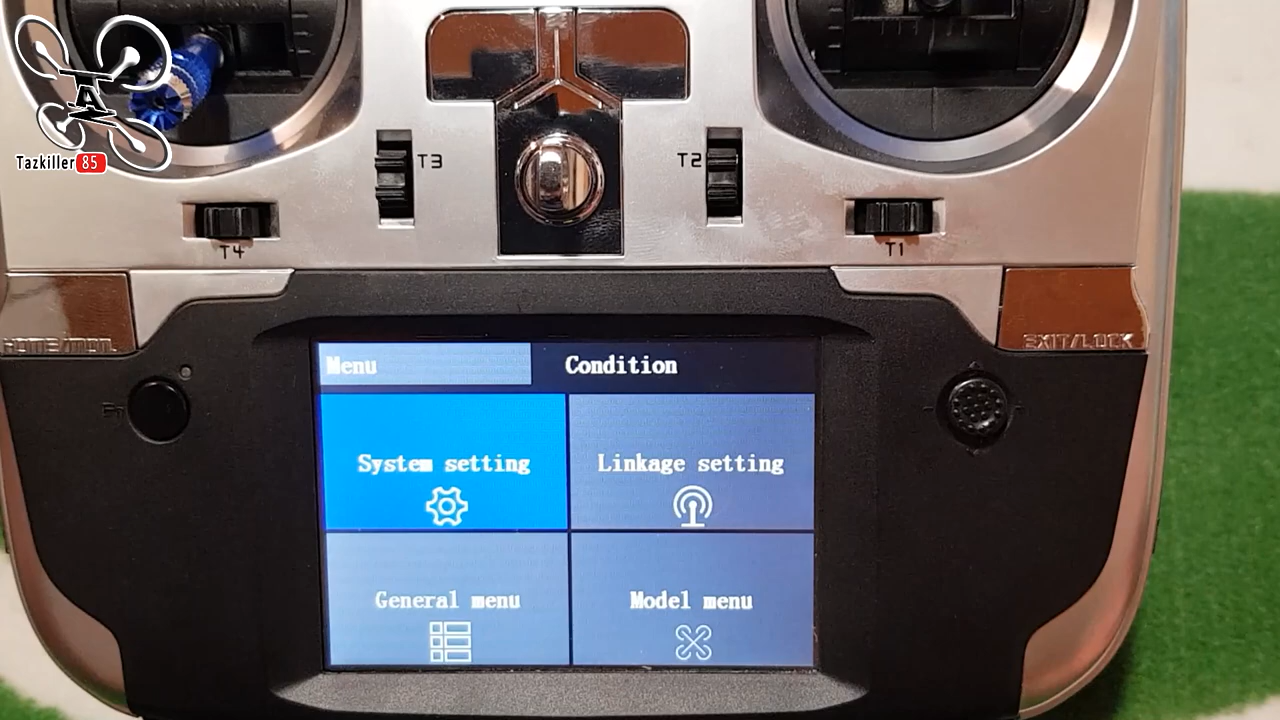 A
Tazkiller 85
T3
T2
T4
T1
HOME/MON
EXIT/LOCK
Menu
Condition
System setting
Linkage setting
General menu
Model menu